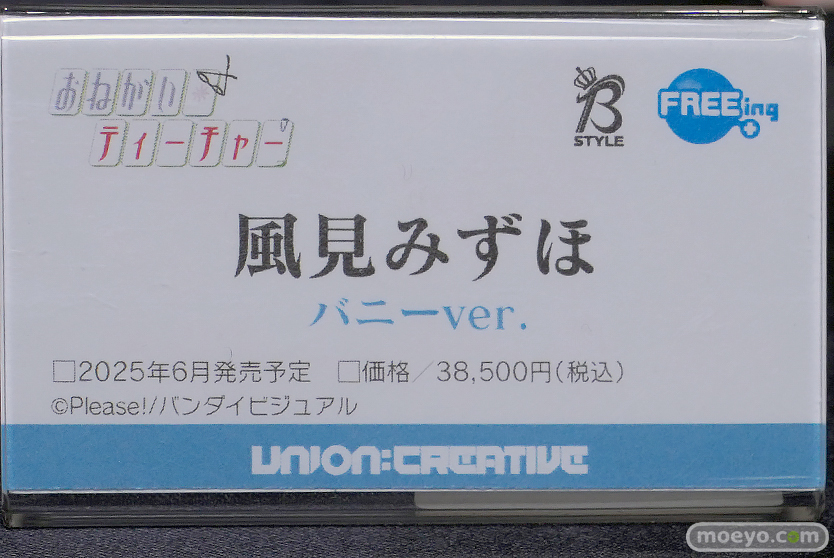 おねがい*
ティーチャー
B
STYLE
FREEing
風見みずほ
バニーver.
□2025年6月発売予定 □価格／38,500円(税込)
©Please!/バンダイビジュアル
UNION:CREATIVE
moeyo.com